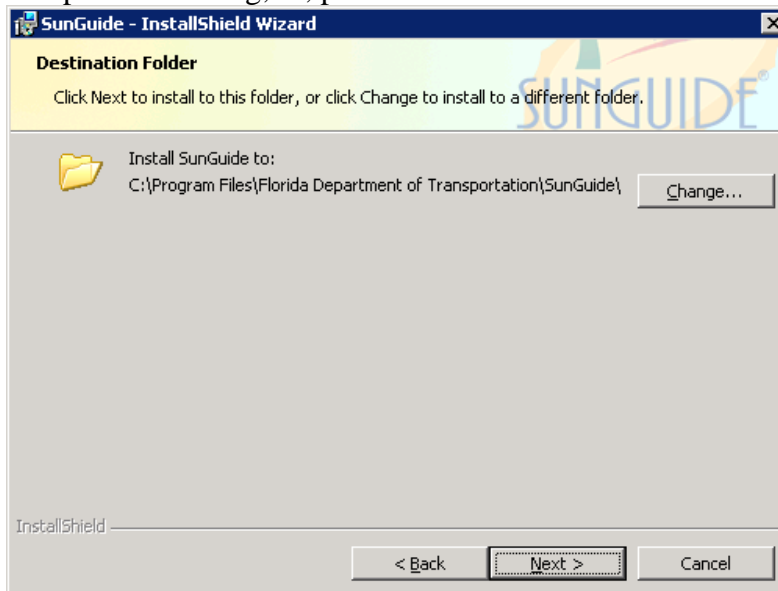 SunGuide - InstallShield Wizard
Destination Folder
Click Next to install to this folder, or click Change to install to a different folder.
SUNGUIDE®
Install SunGuide to:
C:\Program Files\Florida Department of Transportation\SunGuide\
Change...
InstallShield
< Back
Next >
Cancel